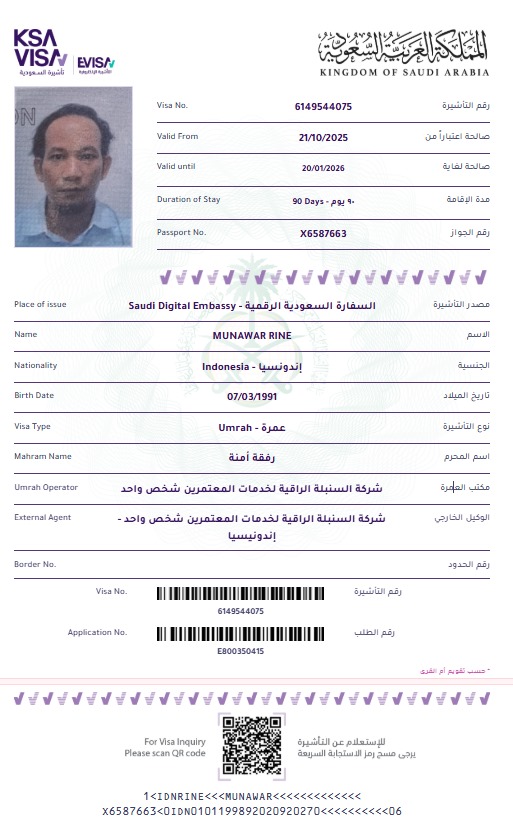 KSA
VISA
تأشيرة السعودية
EVISA
المملكة العربية السعودية
KINGDOM OF SAUDI ARABIA
Visa No. 6149544075 رقم التأشيرة
Valid From 21/10/2025 صالحة اعتباراً من
Valid until 20/01/2026 صالحة لغاية
Duration of Stay 90 Days - ٩٠ يوم مدة الإقامة
Passport No. X6587663 رقم الجواز
Place of issue السفارة السعودية الرقمية - Saudi Digital Embassy مصدر التأشيرة
Name MUNAWAR RINE الاسم
Nationality إندونسيا - Indonesia الجنسية
Birth Date 07/03/1991 تاريخ الميلاد
Visa Type عمرة - Umrah نوع التأشيرة
Mahram Name رفقة أمنة اسم المحرم
Umrah Operator شركة السنبلة الراقية لخدمات المعتمرين شخص واحد مكتب العمرة
External Agent شركة السنبلة الراقية لخدمات المعتمرين شخص واحد - الوكيل الخارجي
إندونيسيا
Border No. رقم الحدود
Visa No. رقم التأشيرة
6149544075
Application No. رقم الطلب
E800350415
* حسب تقويم أم القرى
For Visa Inquiry للإستعلام عن التأشيرة
Please scan QR code يرجى مسح رمز الاستجابة السريعة
1<IDNRINE<<<MUNAWAR<<<<<<<<<<<<<
X6587663<0IDN0101199892020920270<<<<<<<<<<06